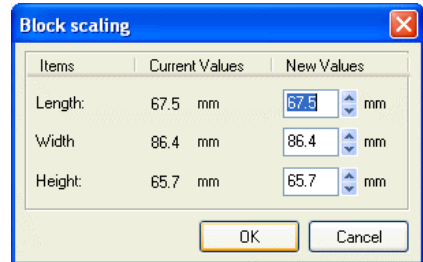 Block scaling
Items Current Values New Values
Length: 67.5 mm 67.5 mm
Width 86.4 mm 86.4 mm
Height: 65.7 mm 65.7 mm
OK Cancel